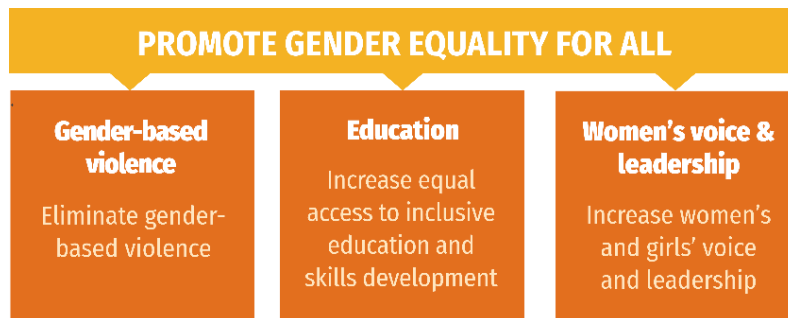 PROMOTE GENDER EQUALITY FOR ALL
Gender-based
violence
Eliminate gender-
based violence
Education
Increase equal
access to inclusive
education and
skills development
Women's voice &
leadership
Increase women's
and girls' voice
and leadership